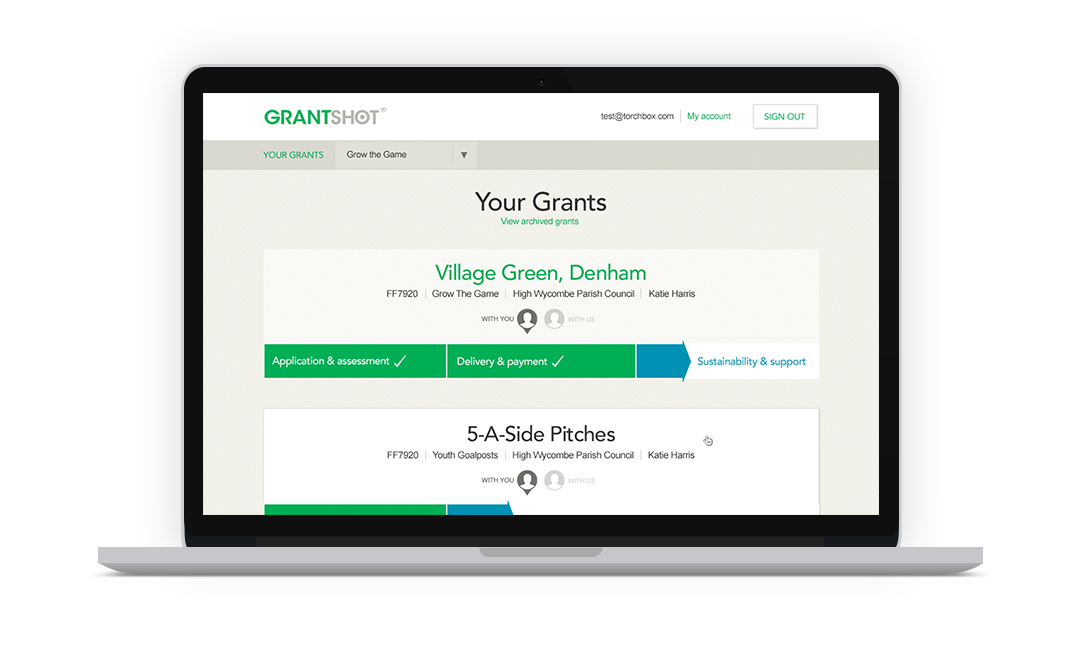 GRANTSHOT®
test@torchbox.com My account SIGN OUT
YOUR GRANTS Grow the Game
Your Grants
View archived grants
Village Green, Denham
FF7920 Grow The Game High Wycombe Parish Council Katie Harris
WITH YOU WITH US
Application & assessment Delivery & payment Sustainability & support
5-A-Side Pitches
FF7920 Youth Goalposts High Wycombe Parish Council Katie Harris
WITH YOU WITH US